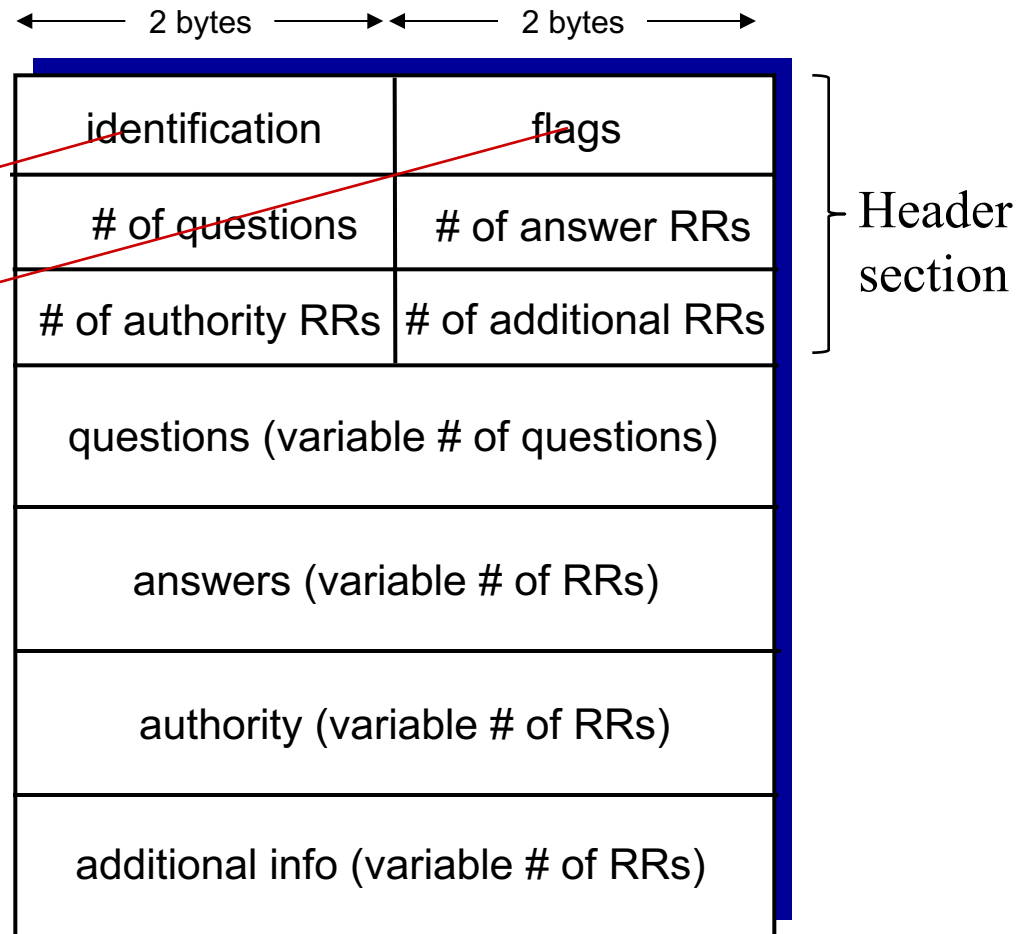 2 bytes 2 bytes
identification flags
# of questions # of answer RRs
# of authority RRs # of additional RRs
Header
section
questions (variable # of questions)
answers (variable # of RRs)
authority (variable # of RRs)
additional info (variable # of RRs)